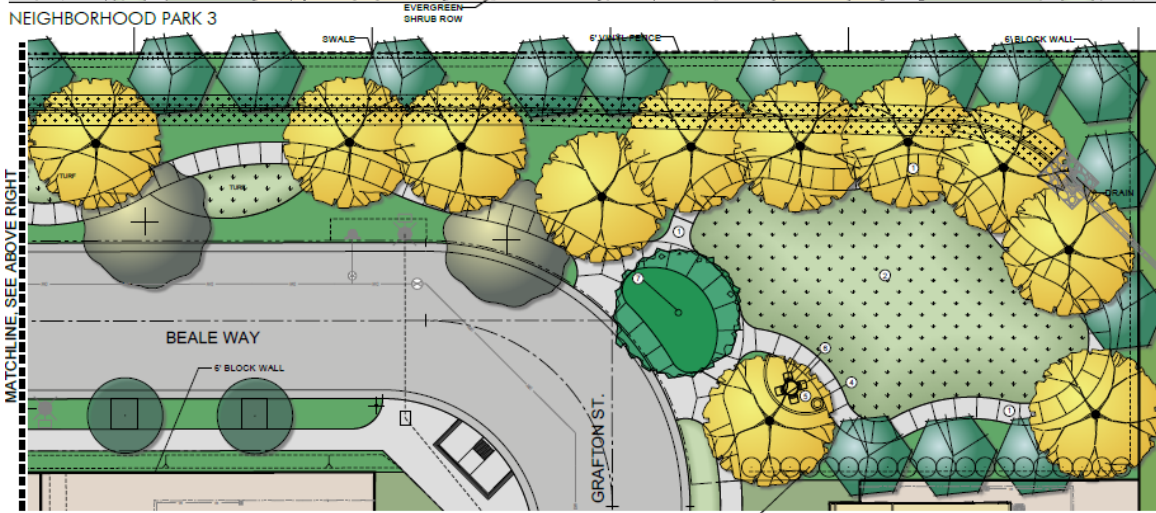 EVERGREEN
SHRUB ROW
NEIGHBORHOOD PARK 3
SWALE
6' VINYL FENCE
6' BLOCK WALL
TURF
TURF
1
DRAIN
1
2
7
MATCHLINE, SEE ABOVE RIGHT
BEALE WAY
6' BLOCK WALL
6
4
5
1
GRAFTON ST.